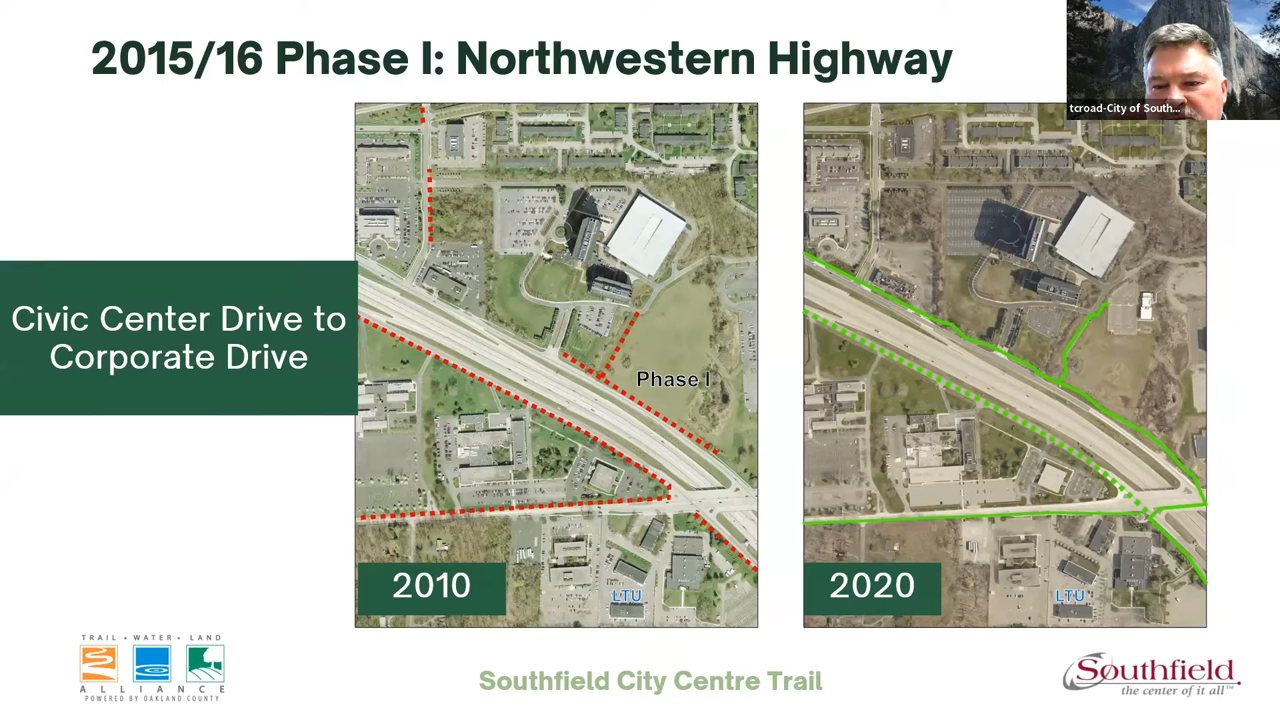 2015/16 Phase I: Northwestern Highway
tcroad-City of South...
Civic Center Drive to
Corporate Drive
Phase I
2010
LTU
2020
LTU
TRAIL • WATER • LAND
ALLIANCE
POWERED BY OAKLAND COUNTY
Southfield City Centre Trail
Southfield.
the center of it all™